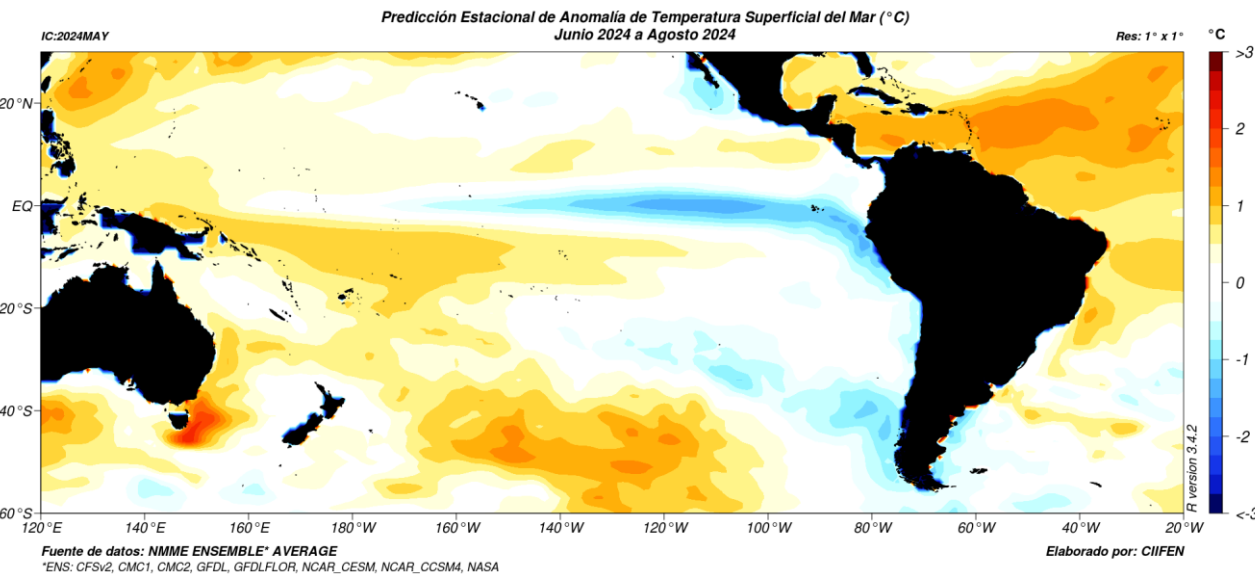 Predicción Estacional de Anomalía de Temperatura Superficial del Mar (°C)
IC:2024MAY
Junio 2024 a Agosto 2024
Res: 1° x 1°
°C
>3
2
1
0
-1
-2
<-3
20°N
EQ
20°S
40°S
60°S
120°E 140°E 160°E 180°W 160°W 140°W 120°W 100°W 80°W 60°W 40°W 20°W
R version 3.4.2
Fuente de datos: NMME ENSEMBLE* AVERAGE
Elaborado por: CIIFEN
*ENS: CFSv2, CMC1, CMC2, GFDL, GFDLFLOR, NCAR_CESM, NCAR_CCSM4, NASA